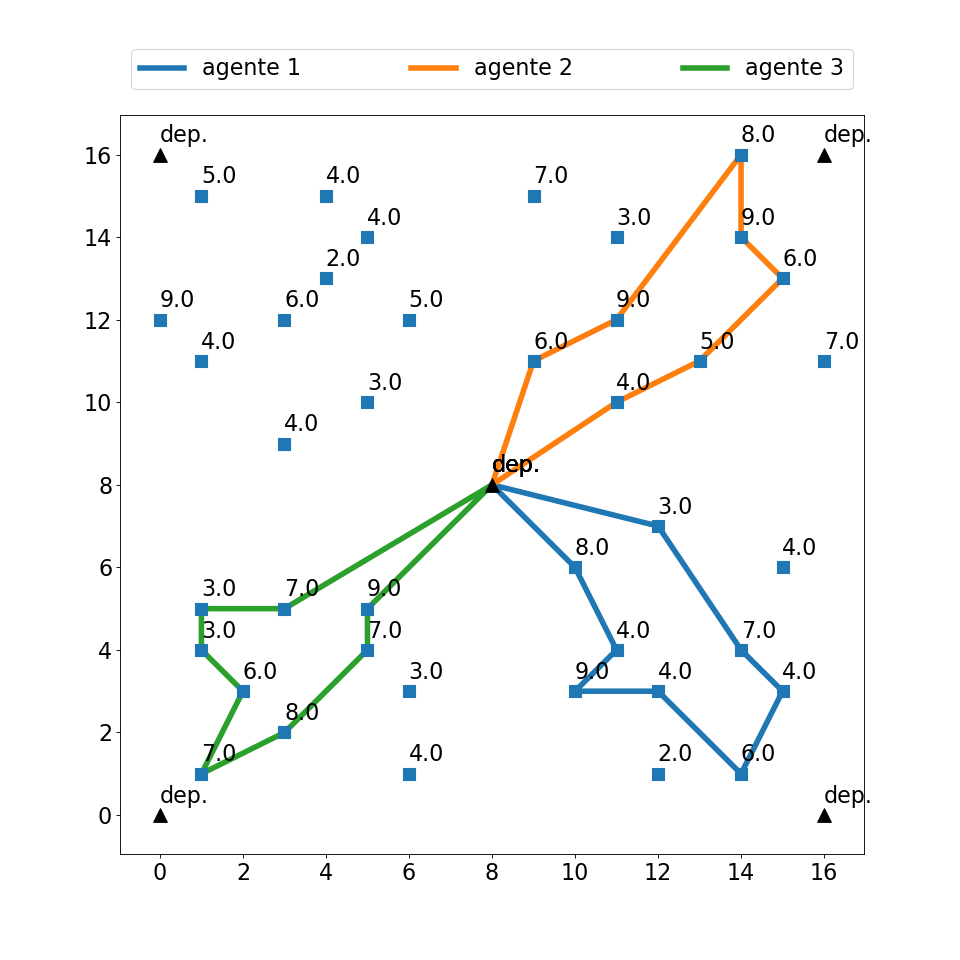 agente 1 agente 2 agente 3
dep. 8.0 dep.
16
5.0 4.0 7.0
4.0 3.0 9.0
14
2.0 6.0
9.0 6.0 5.0 9.0
12
4.0 6.0 5.0 7.0
3.0 4.0
10
4.0
dep.
8
3.0
8.0 4.0
6
3.0 7.0 9.0
3.0 7.0 4.0 7.0
4
6.0 3.0 9.0 4.0 4.0
8.0
2
7.0 4.0 2.0 6.0
dep. dep.
0
0 2 4 6 8 10 12 14 16